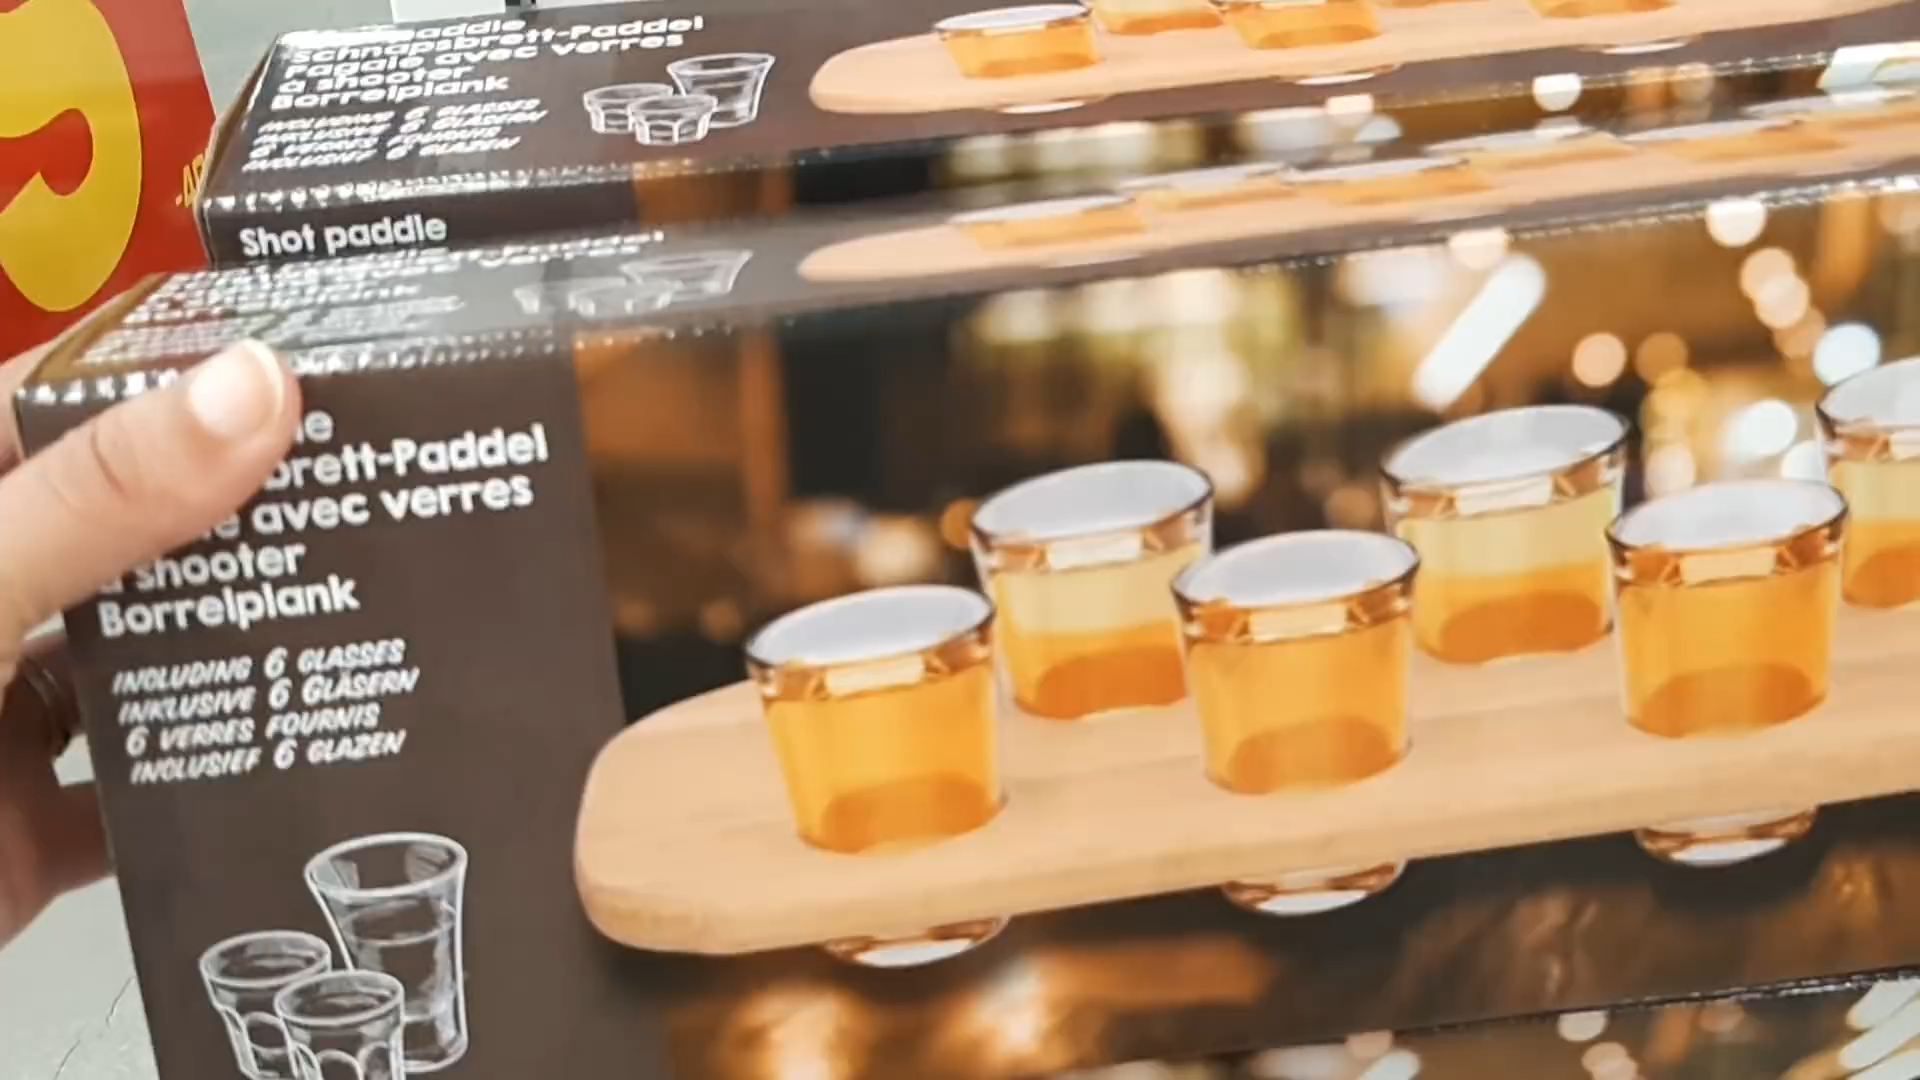 Schnapsbrett-Paddel
Pagaie avec verres
à shooter
Borrelplank
INCLUDING 6 GLASSES
INKLUSIVE 6 GLÄSERN
6 VERRES FOURNIS
INCLUSIEF 6 GLAZEN
Shot paddle
brett-Paddel
avec verres
à shooter
Borrelplank
INCLUDING 6 GLASSES
INKLUSIVE 6 GLÄSERN
6 VERRES FOURNIS
INCLUSIEF 6 GLAZEN